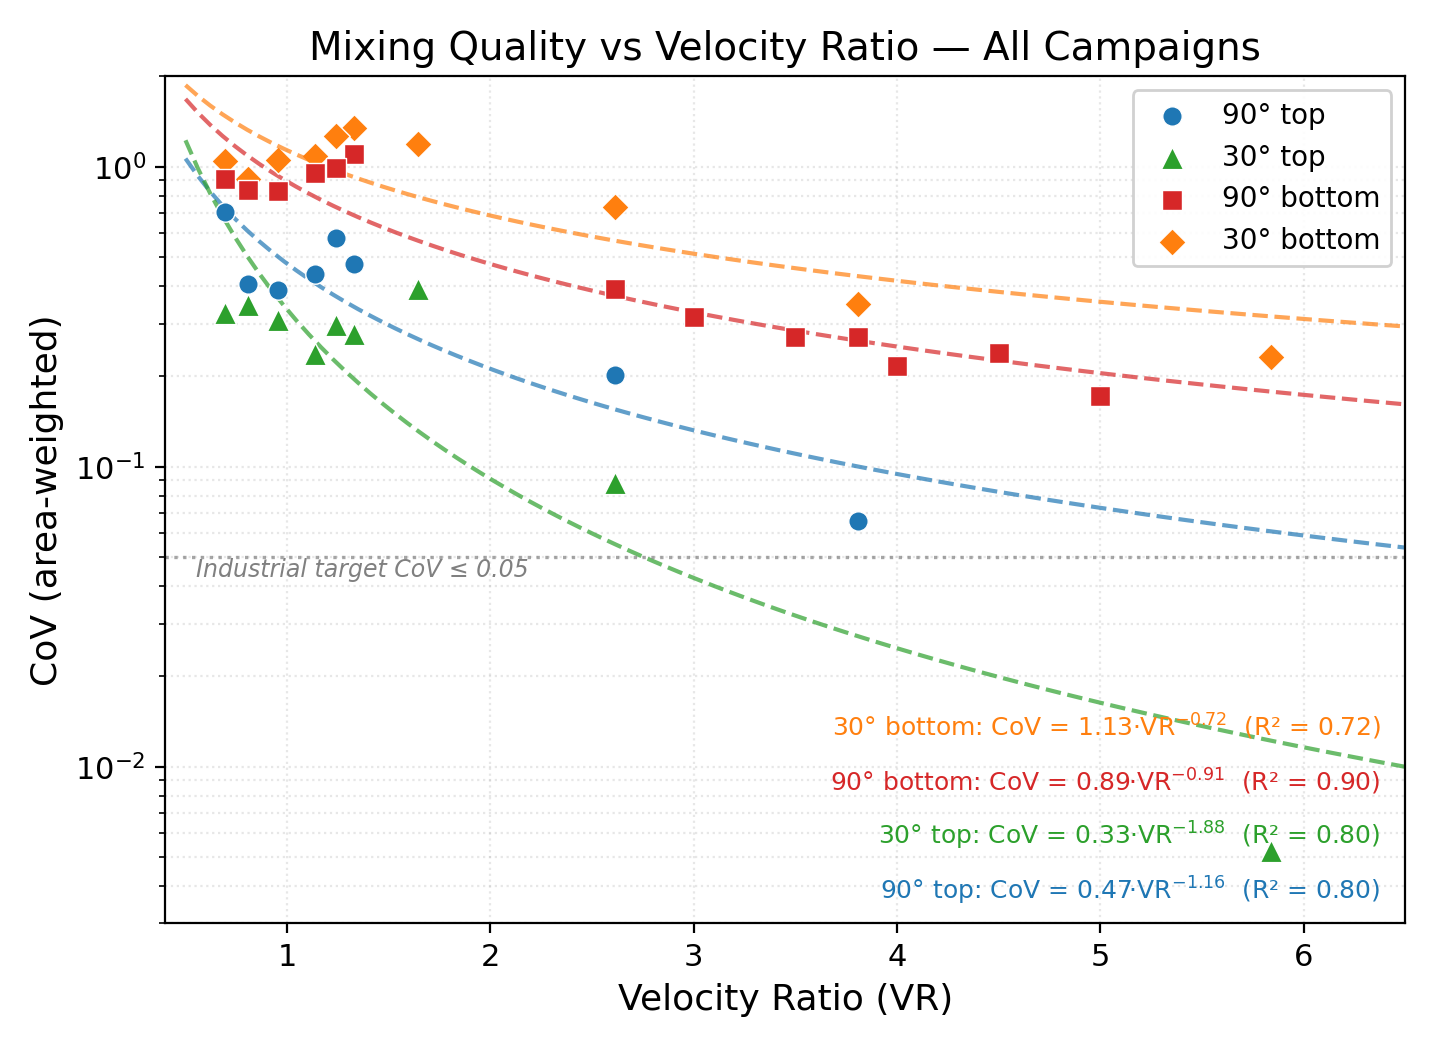 Mixing Quality vs Velocity Ratio — All Campaigns
90° top
30° top
90° bottom
30° bottom
10⁰
10⁻¹
10⁻²
CoV (area-weighted)
Industrial target CoV ≤ 0.05
30° bottom: CoV = 1.13·VR⁻⁰·⁷² (R² = 0.72)
90° bottom: CoV = 0.89·VR⁻⁰·⁹¹ (R² = 0.90)
30° top: CoV = 0.33·VR⁻¹·⁸⁸ (R² = 0.80)
90° top: CoV = 0.47·VR⁻¹·¹⁶ (R² = 0.80)
1 2 3 4 5 6
Velocity Ratio (VR)